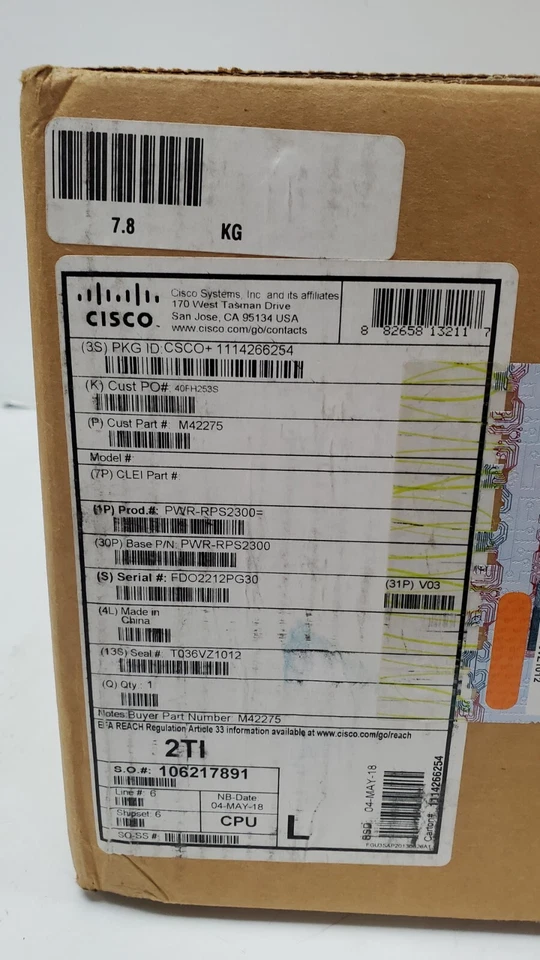 7.8 KG
CISCO
Cisco Systems, Inc. and its affiliates
170 West Tasman Drive
San Jose, CA 95134 USA
www.cisco.com/go/contacts
8 82658 13211 7
(3S) PKG ID:CSCO+ 1114266254
(K) Cust PO#: 40FH253S
(P) Cust Part #: M42275
Model #:
(7P) CLEI Part #:
(1P) Prod.#: PWR-RPS2300=
(30P) Base P/N: PWR-RPS2300
(S) Serial #: FDO2212PG30
(31P) V03
(4L) Made in
China
(13S) Seal #: TQ36VZ1012
(Q) Qty : 1
Notes:Buyer Part Number M42275
REACH Regulation Article 33 information available at www.cisco.com/go/reach
2TI
S.O.#: 106217891
Line #: 6
NB-Date
04-MAY-18
Shipset: 6
CPU
SQ-SS #:
L
04-MAY-18
Carton#: 1114266254